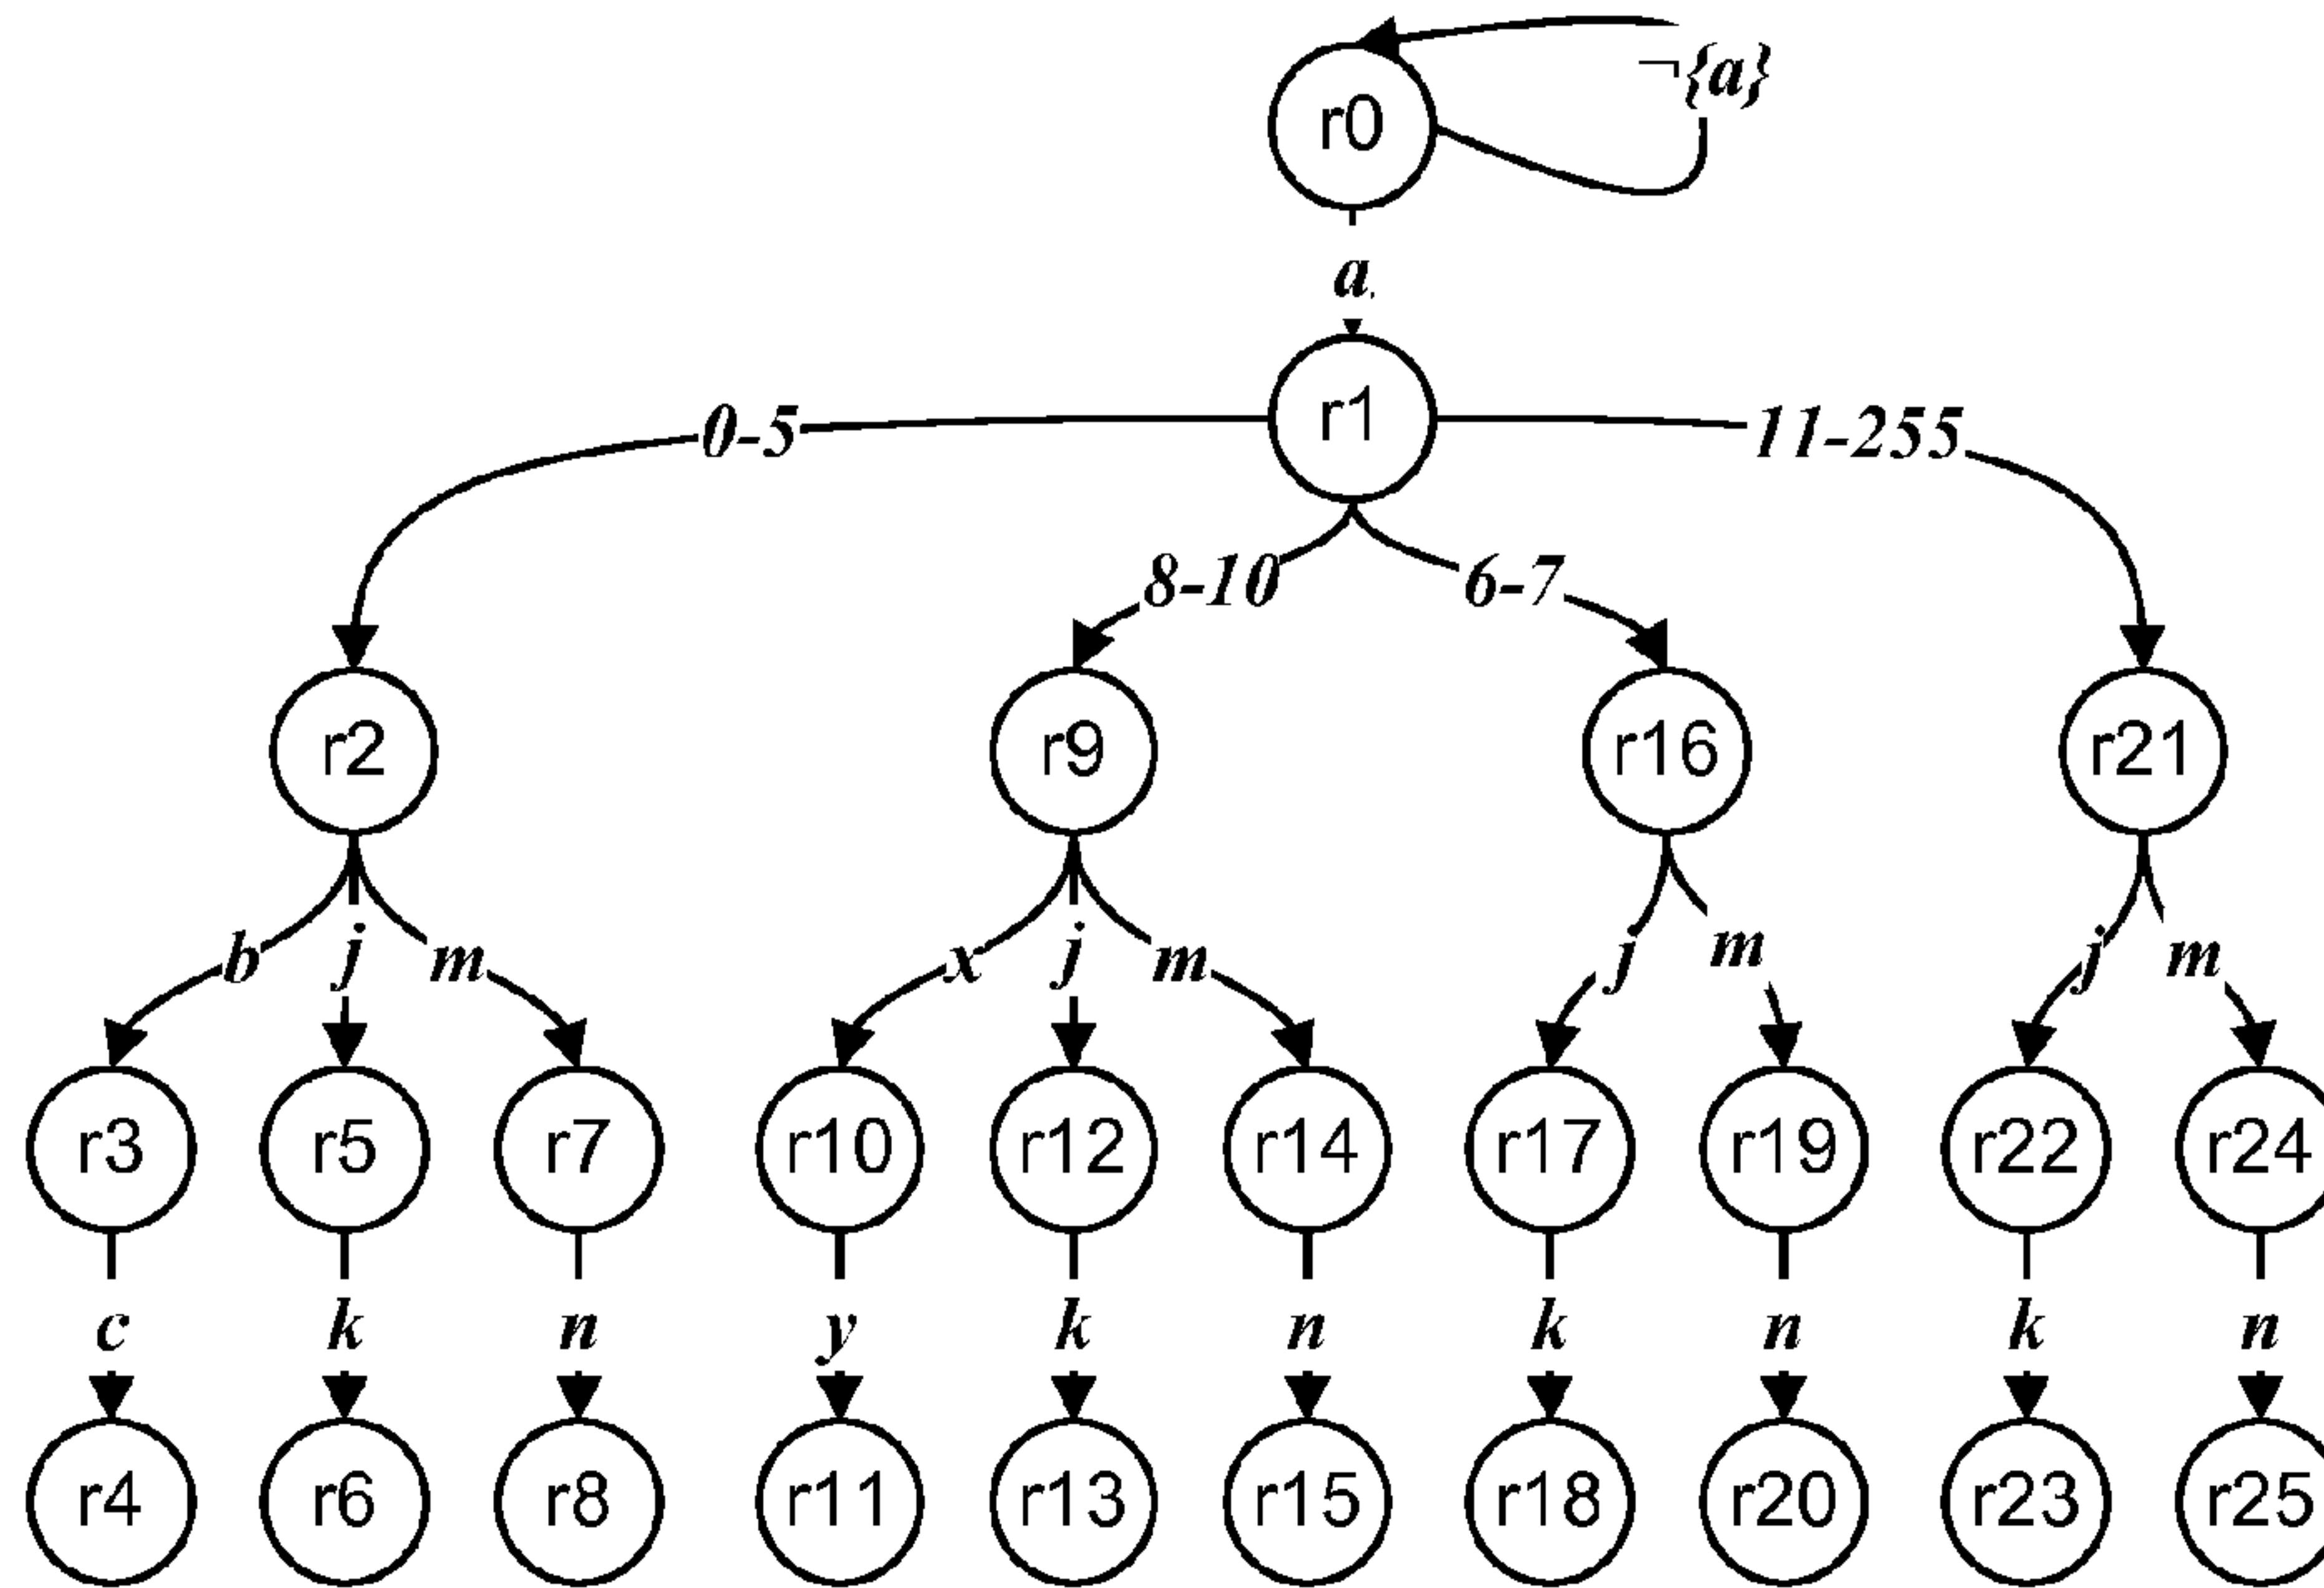 ¬{a}
r0
a
r1
0-5
11-255
8-10
6-7
r2
r9
r16
r21
b
j
m
x
j
m
j
m
j
m
r3
r5
r7
r10
r12
r14
r17
r19
r22
r24
c
k
n
y
k
n
k
n
k
n
r4
r6
r8
r11
r13
r15
r18
r20
r23
r25